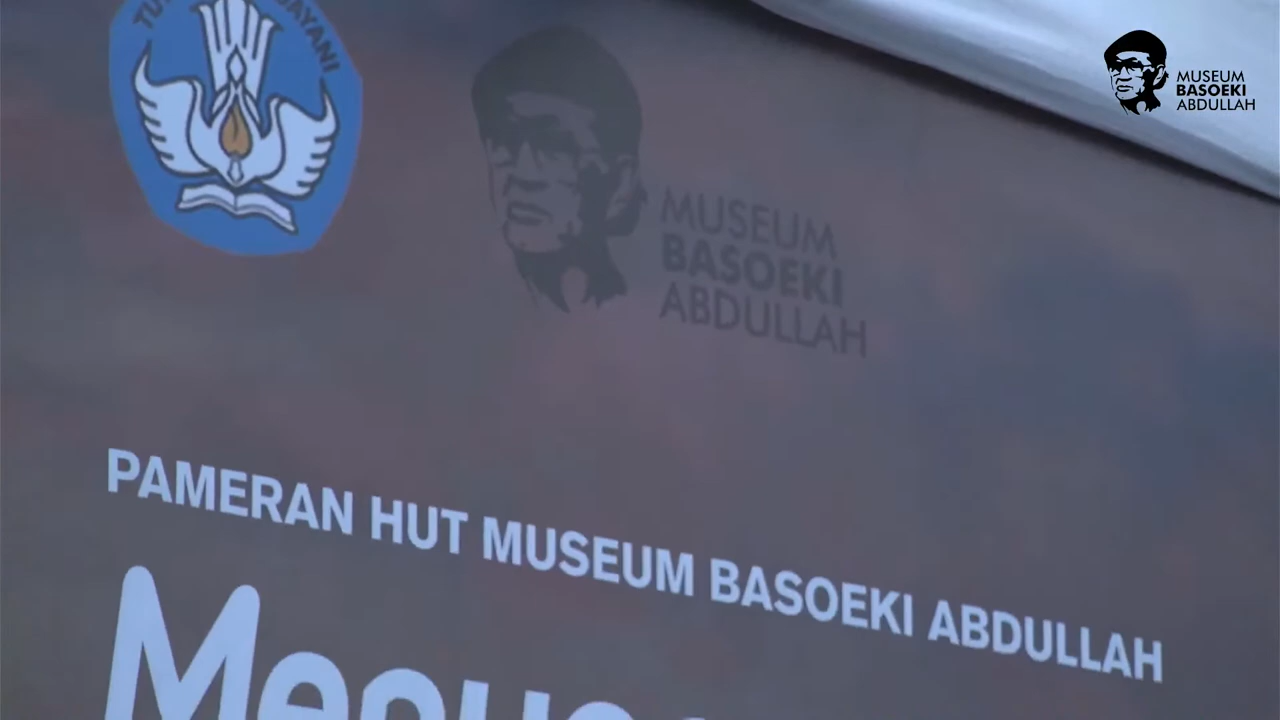 MUSEUM
BASOEKI
ABDULLAH
MUSEUM
BASOEKI
ABDULLAH
PAMERAN HUT MUSEUM BASOEKI ABDULLAH